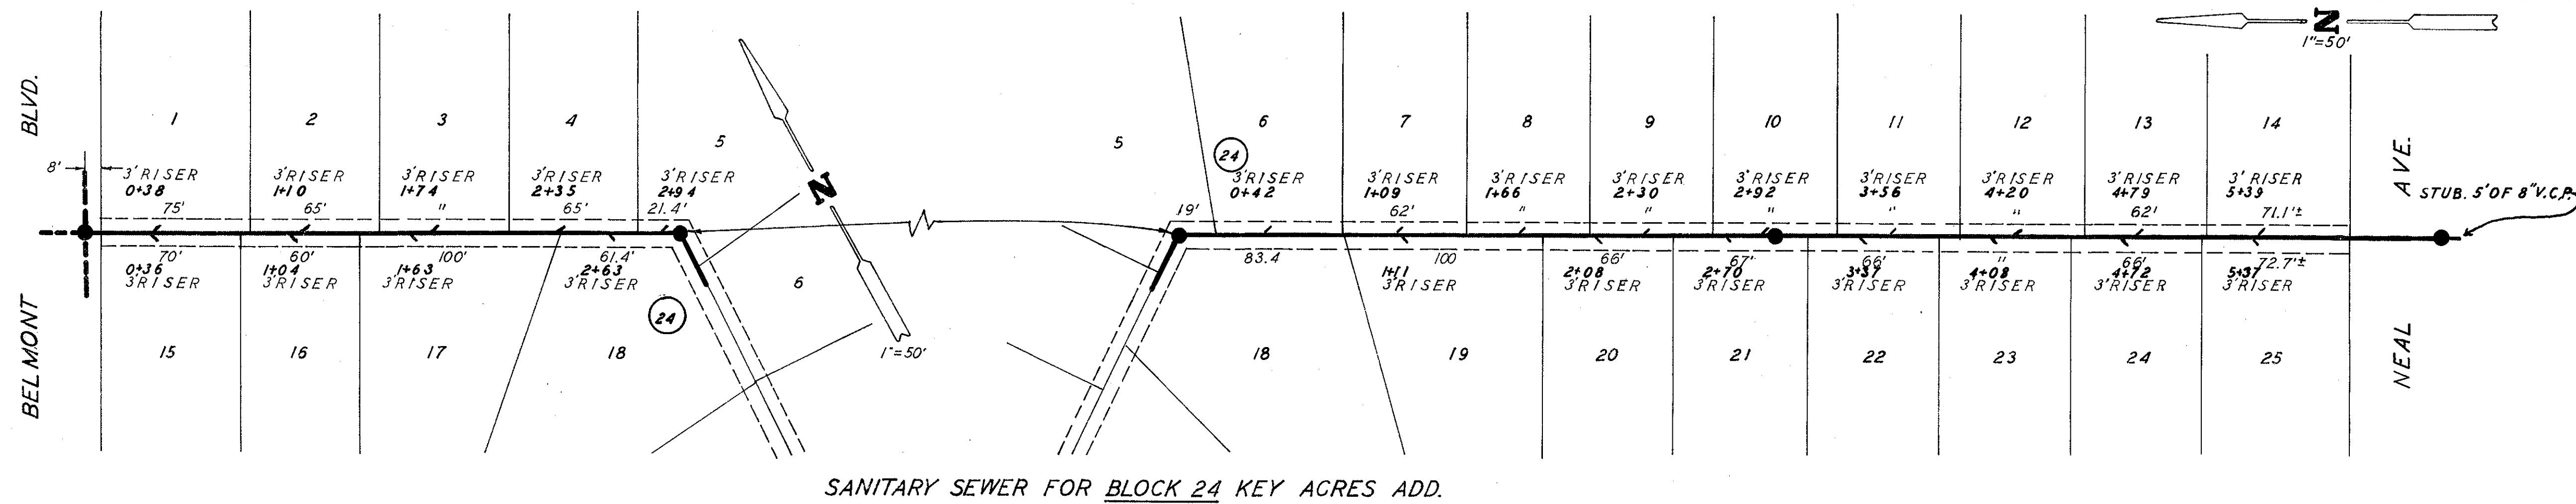 BELMONT BLVD.
8'
1 2 3 4 5
3' RISER 3' RISER 3' RISER 3' RISER 3' RISER
0+38 1+10 1+74 2+35 2+94
75' 65' " 65' 21.4'
70' 60' 100' 61.4'
0+36 1+04 1+63 2+63
3' RISER 3' RISER 3' RISER 3' RISER
24
15 16 17 18
6
N
1"=50'
N
1"=50'
5 6 7 8 9 10 11 12 13 14
24
3' RISER 3' RISER 3' RISER 3' RISER 3' RISER 3' RISER 3' RISER 3' RISER 3' RISER
0+42 1+09 1+66 2+30 2+92 3+56 4+20 4+79 5+39
19' 62' " " " " " 62' 71.1'±
83.4 100 66' 67' 66' " 66' 72.7'±
1+11 2+08 2+70 3+37 4+08 4+72 5+37
3' RISER 3' RISER 3' RISER 3' RISER 3' RISER 3' RISER 3' RISER
18 19 20 21 22 23 24 25
NEAL AVE.
STUB. 5' OF 8" V.C.P.
SANITARY SEWER FOR BLOCK 24 KEY ACRES ADD.